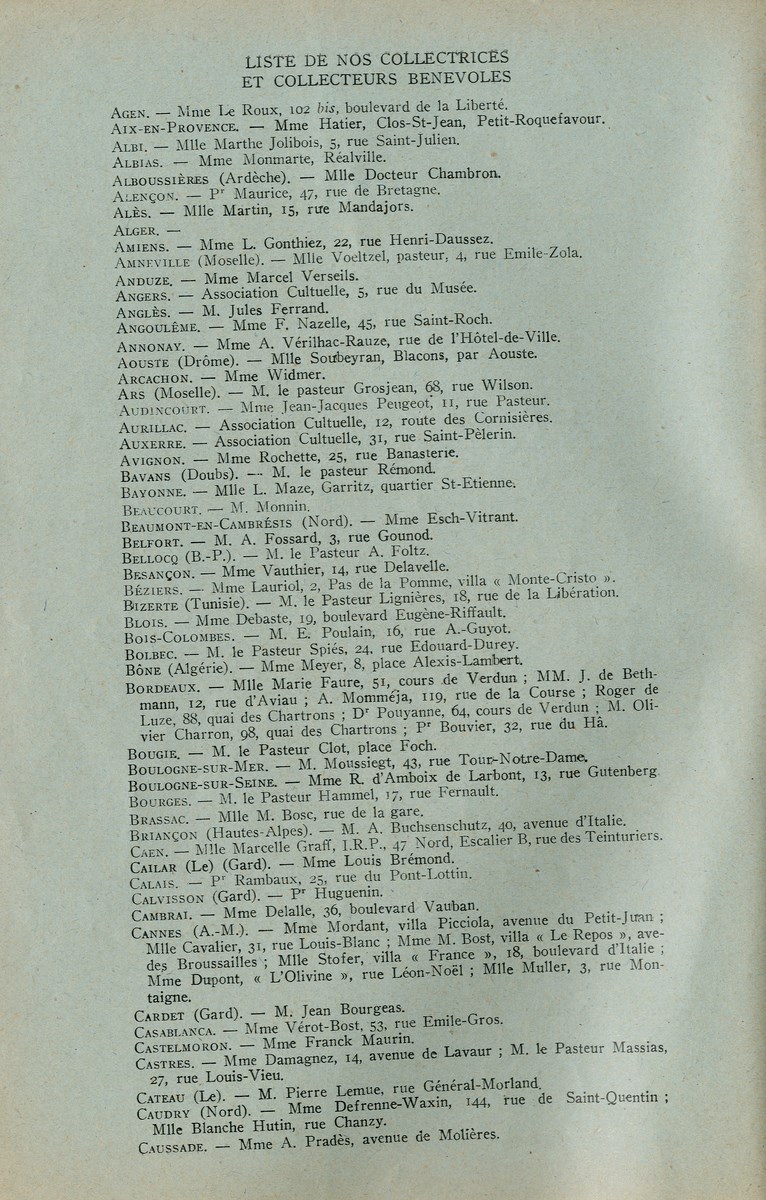 LISTE DE NOS COLLECTRICES
ET COLLECTEURS BENEVOLES
AGEN. — Mme Le Roux, 102 bis, boulevard de la Liberté.
AIX-EN-PROVENCE. — Mme Hatier, Clos-St-Jean, Petit-Roquefavour.
ALBI. — Mlle Marthe Jolibois, 5, rue Saint-Julien.
ALBIAS. — Mme Monmarte, Réalville.
ALBOUSSIÈRES (Ardèche). — Mlle Docteur Chambron.
ALENÇON. — Pr Maurice, 47, rue de Bretagne.
ALÈS. — Mlle Martin, 15, rue Mandajors.
ALGER. —
AMIENS. — Mme L. Gonthiez, 22, rue Henri-Daussez.
AMNEVILLE (Moselle). — Mlle Voeltzel, pasteur, 4, rue Emile-Zola.
ANDUZE. — Mme Marcel Verseils.
ANGERS. — Association Cultuelle, 5, rue du Musée.
ANGLÈS. — M. Jules Ferrand.
ANGOULÊME. — Mme F. Nazelle, 45, rue Saint-Roch.
ANNONAY. — Mme A. Vérilhac-Rauze, rue de l'Hôtel-de-Ville.
AOUSTE (Drôme). — Mlle Soubeyran, Blacons, par Aouste.
ARCACHON. — Mme Widmer.
ARS (Moselle). — M. le pasteur Grosjean, 68, rue Wilson.
AUDINCOURT. — Mme Jean-Jacques Peugeot, 11, rue Pasteur.
AURILLAC. — Association Cultuelle, 12, route des Cornisières.
AUXERRE. — Association Cultuelle, 31, rue Saint-Pèlerin.
AVIGNON. — Mme Rochette, 25, rue Banasterie.
BAVANS (Doubs). — M. le pasteur Rémond.
BAYONNE. — Mlle L. Maze, Garritz, quartier St-Etienne.
BEAUCOURT. — M. Monnin.
BEAUMONT-EN-CAMBRÉSIS (Nord). — Mme Esch-Vitrant.
BELFORT. — M. A. Fossard, 3, rue Gounod.
BELLOCQ (B.-P.). — M. le Pasteur A. Foltz.
BESANÇON. — Mme Vauthier, 14, rue Delavelle.
BÉZIERS. — Mme Lauriol, 2, Pas de la Pomme, villa « Monte-Cristo ».
BIZERTE (Tunisie). — M. le Pasteur Lignières, 18, rue de la Libération.
BLOIS. — Mme Debaste, 19, boulevard Eugène-Riffault.
BOIS-COLOMBES. — M. E. Poulain, 16, rue A.-Guyot.
BOLBEC. — M. le Pasteur Spiés, 24, rue Edouard-Durey.
BÔNE (Algérie). — Mme Meyer, 8, place Alexis-Lambert.
BORDEAUX. — Mlle Marie Faure, 51, cours de Verdun ; MM. J. de Beth-
mann, 12, rue d'Aviau ; A. Momméja, 119, rue de la Course ; Roger de
Luze, 88, quai des Chartrons ; Dr Pouyanne, 64, cours de Verdun ; M. Oli-
vier Charron, 98, quai des Chartrons ; Pr Bouvier, 32, rue du Hâ.
BOUGIE. — M. le Pasteur Clot, place Foch.
BOULOGNE-SUR-MER. — M. Moussiegt, 43, rue Tour-Notre-Dame.
BOULOGNE-SUR-SEINE. — Mme R. d'Amboix de Larbont, 13, rue Gutenberg
BOURGES. — M. le Pasteur Hammel, 17, rue Fernault.
BRASSAC. — Mlle M. Bosc, rue de la gare.
BRIANÇON (Hautes-Alpes). — M. A. Buchsenschutz, 40, avenue d'Italie.
CAEN. — Mlle Marcelle Graff, I.R.P., 47 Nord, Escalier B, rue des Teinturiers.
CAILAR (Le) (Gard). — Mme Louis Brémond.
CALAIS. — Pr Rambaux, 25, rue du Pont-Lottin.
CALVISSON (Gard). — Pr Huguenin.
CAMBRAI. — Mme Delalle, 36, boulevard Vauban.
CANNES (A.-M.). — Mme Mordant, villa Picciola, avenue du Petit-Juan ;
Mlle Cavalier, 31, rue Louis-Blanc ; Mme M. Bost, villa « Le Repos », ave-
des Broussailles ; Mlle Stofer, villa « France », 18, boulevard d'Italie ;
Mme Dupont, « L'Olivine », rue Léon-Noël ; Mlle Muller, 3, rue Mon-
taigne.
CARDET (Gard). — M. Jean Bourgeas.
CASABLANCA. — Mme Vérot-Bost, 53, rue Emile-Gros.
CASTELMORON. — Mme Franck Maurin.
CASTRES. — Mme Damagnez, 14, avenue de Lavaur ; M. le Pasteur Massias,
27, rue Louis-Vieu.
CATEAU (Le). — M. Pierre Lemue, rue Général-Morland.
CAUDRY (Nord). — Mme Defrenne-Waxin, 144, rue de Saint-Quentin ;
Mlle Blanche Hutin, rue Chanzy.
CAUSSADE. — Mme A. Pradès, avenue de Molières.